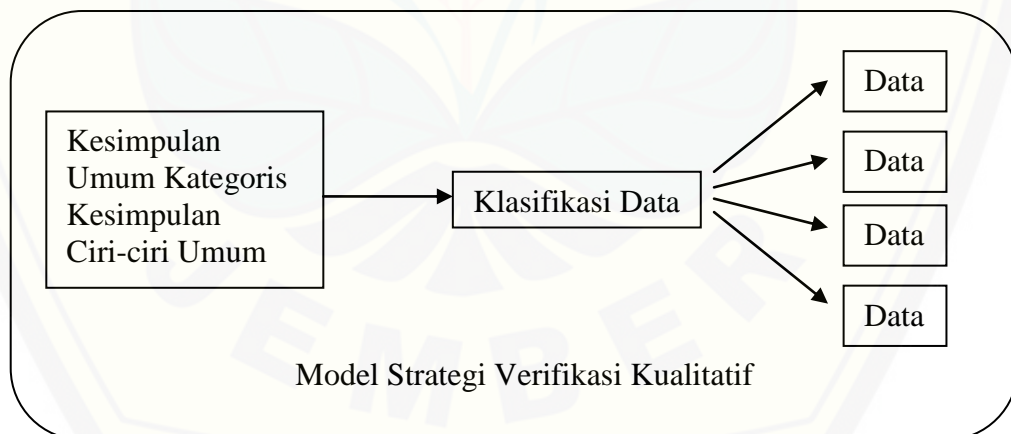 Kesimpulan
Umum Kategoris
Kesimpulan
Ciri-ciri Umum
Klasifikasi Data
Data
Data
Data
Data
Model Strategi Verifikasi Kualitatif